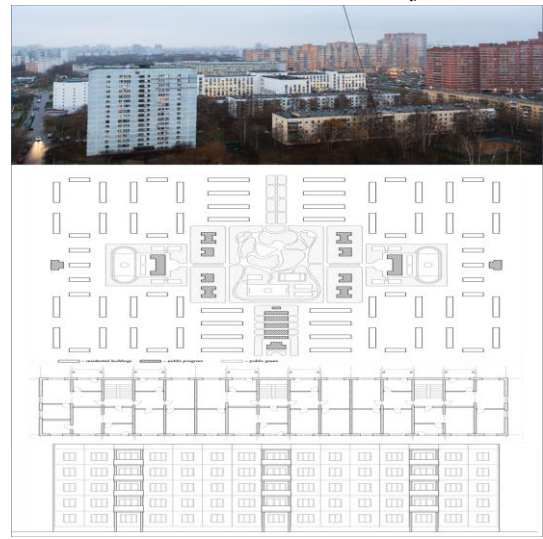 – residential buildings – public program – public green